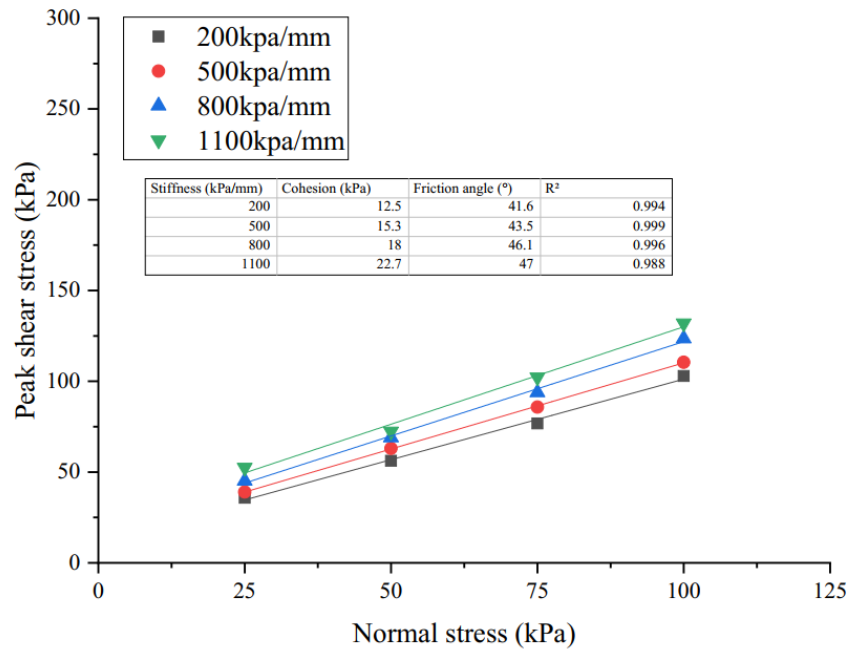 300
250
200
150
100
50
0
Peak shear stress (kPa)
200kpa/mm
500kpa/mm
800kpa/mm
1100kpa/mm
Stiffness (kPa/mm) Cohesion (kPa) Friction angle (°) R²
200 12.5 41.6 0.994
500 15.3 43.5 0.999
800 18 46.1 0.996
1100 22.7 47 0.988
0 25 50 75 100 125
Normal stress (kPa)